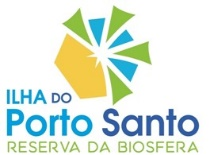 ILHA DO
Porto Santo
RESERVA DA BIOSFERA